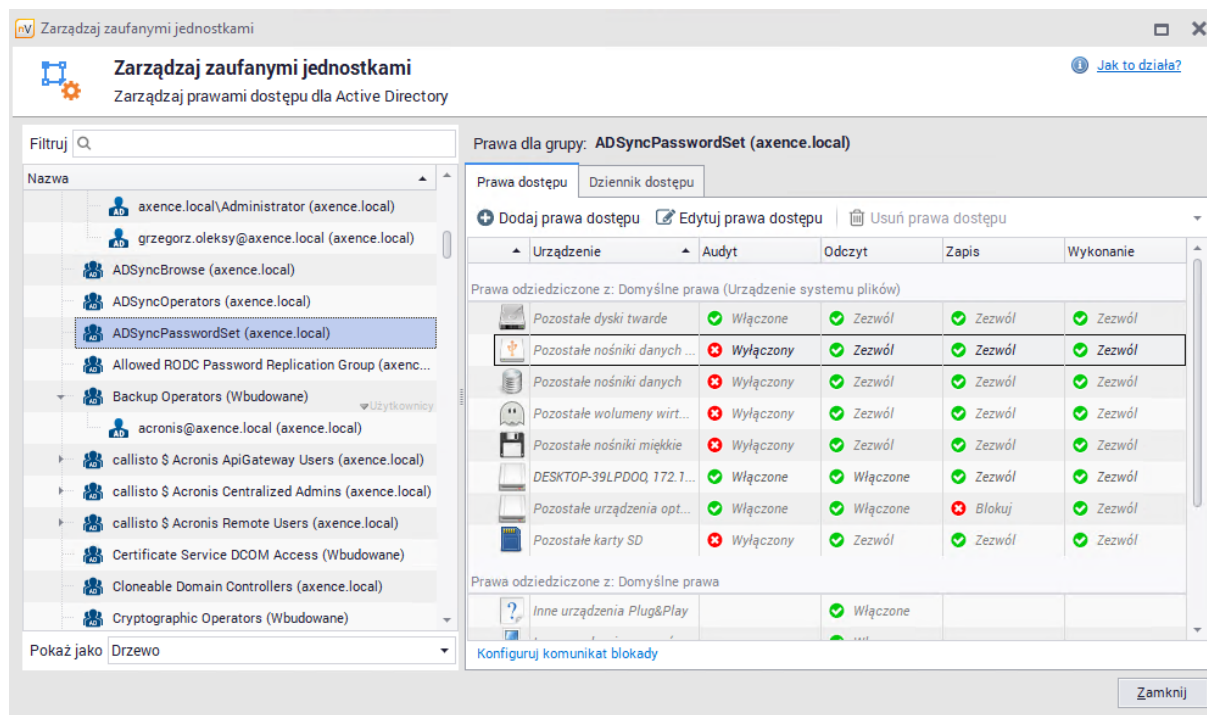 nV Zarządzaj zaufanymi jednostkami
Zarządzaj zaufanymi jednostkami
Zarządzaj prawami dostępu dla Active Directory
Jak to działa?
Filtruj
Nazwa
axence.local\Administrator (axence.local)
grzegorz.oleksy@axence.local (axence.local)
ADSyncBrowse (axence.local)
ADSyncOperators (axence.local)
ADSyncPasswordSet (axence.local)
Allowed RODC Password Replication Group (axenc...
Backup Operators (Wbudowane)
Użytkownicy
acronis@axence.local (axence.local)
callisto $ Acronis ApiGateway Users (axence.local)
callisto $ Acronis Centralized Admins (axence.local)
callisto $ Acronis Remote Users (axence.local)
Certificate Service DCOM Access (Wbudowane)
Cloneable Domain Controllers (axence.local)
Cryptographic Operators (Wbudowane)
Pokaż jako Drzewo
Prawa dla grupy: ADSyncPasswordSet (axence.local)
Prawa dostępu Dziennik dostępu
Dodaj prawa dostępu Edytuj prawa dostępu Usuń prawa dostępu
Urządzenie Audyt Odczyt Zapis Wykonanie
Prawa odziedziczone z: Domyślne prawa (Urządzenie systemu plików)
Pozostałe dyski twarde Włączone Zezwól Zezwól Zezwól
Pozostałe nośniki danych ... Wyłączony Zezwól Zezwól Zezwól
Pozostałe nośniki danych Wyłączony Zezwól Zezwól Zezwól
Pozostałe wolumeny wirt... Wyłączony Zezwól Zezwól Zezwól
Pozostałe nośniki miękkie Wyłączony Zezwól Zezwól Zezwól
DESKTOP-39LPDOO, 172.1... Włączone Włączone Zezwól Zezwól
Pozostałe urządzenia opt... Włączone Włączone Blokuj Zezwól
Pozostałe karty SD Wyłączony Zezwól Zezwól Zezwól
Prawa odziedziczone z: Domyślne prawa
Inne urządzenia Plug&Play Włączone
Konfiguruj komunikat blokady
Zamknij